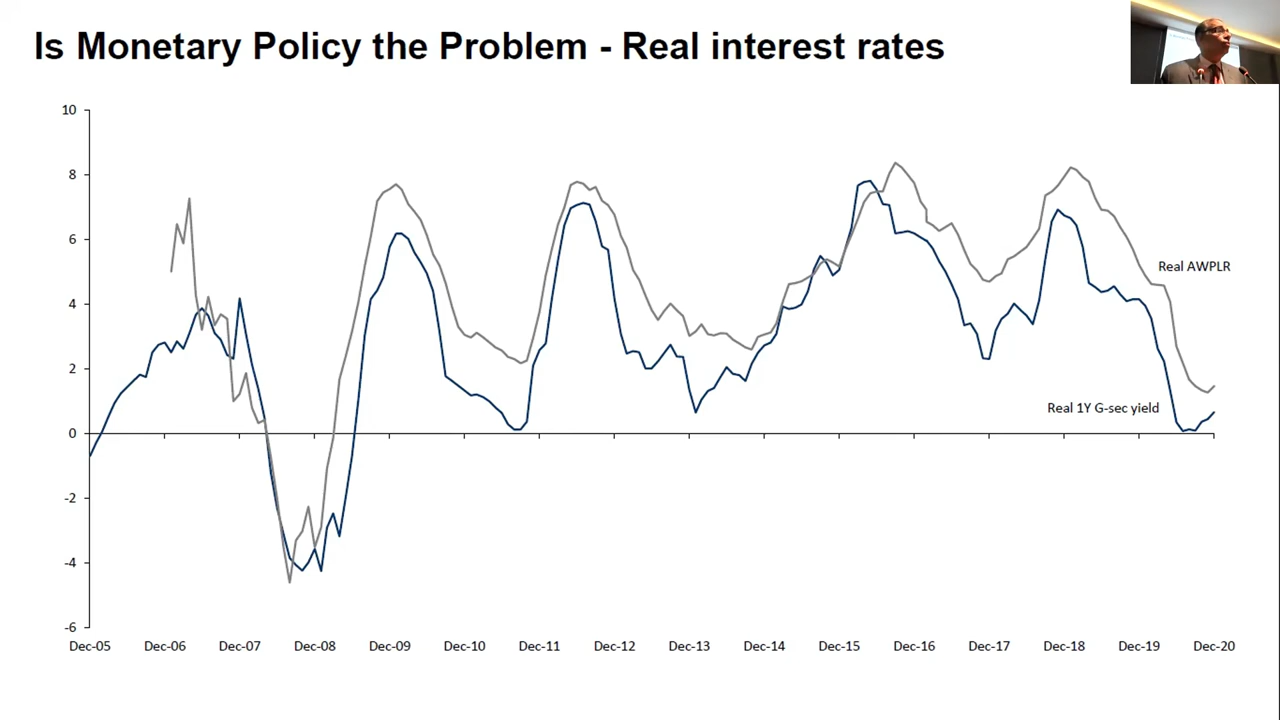 Is Monetary Policy the Problem - Real interest rates
10
8
6
4
2
0
-2
-4
-6
Real AWPLR
Real 1Y G-sec yield
Dec-05 Dec-06 Dec-07 Dec-08 Dec-09 Dec-10 Dec-11 Dec-12 Dec-13 Dec-14 Dec-15 Dec-16 Dec-17 Dec-18 Dec-19 Dec-20